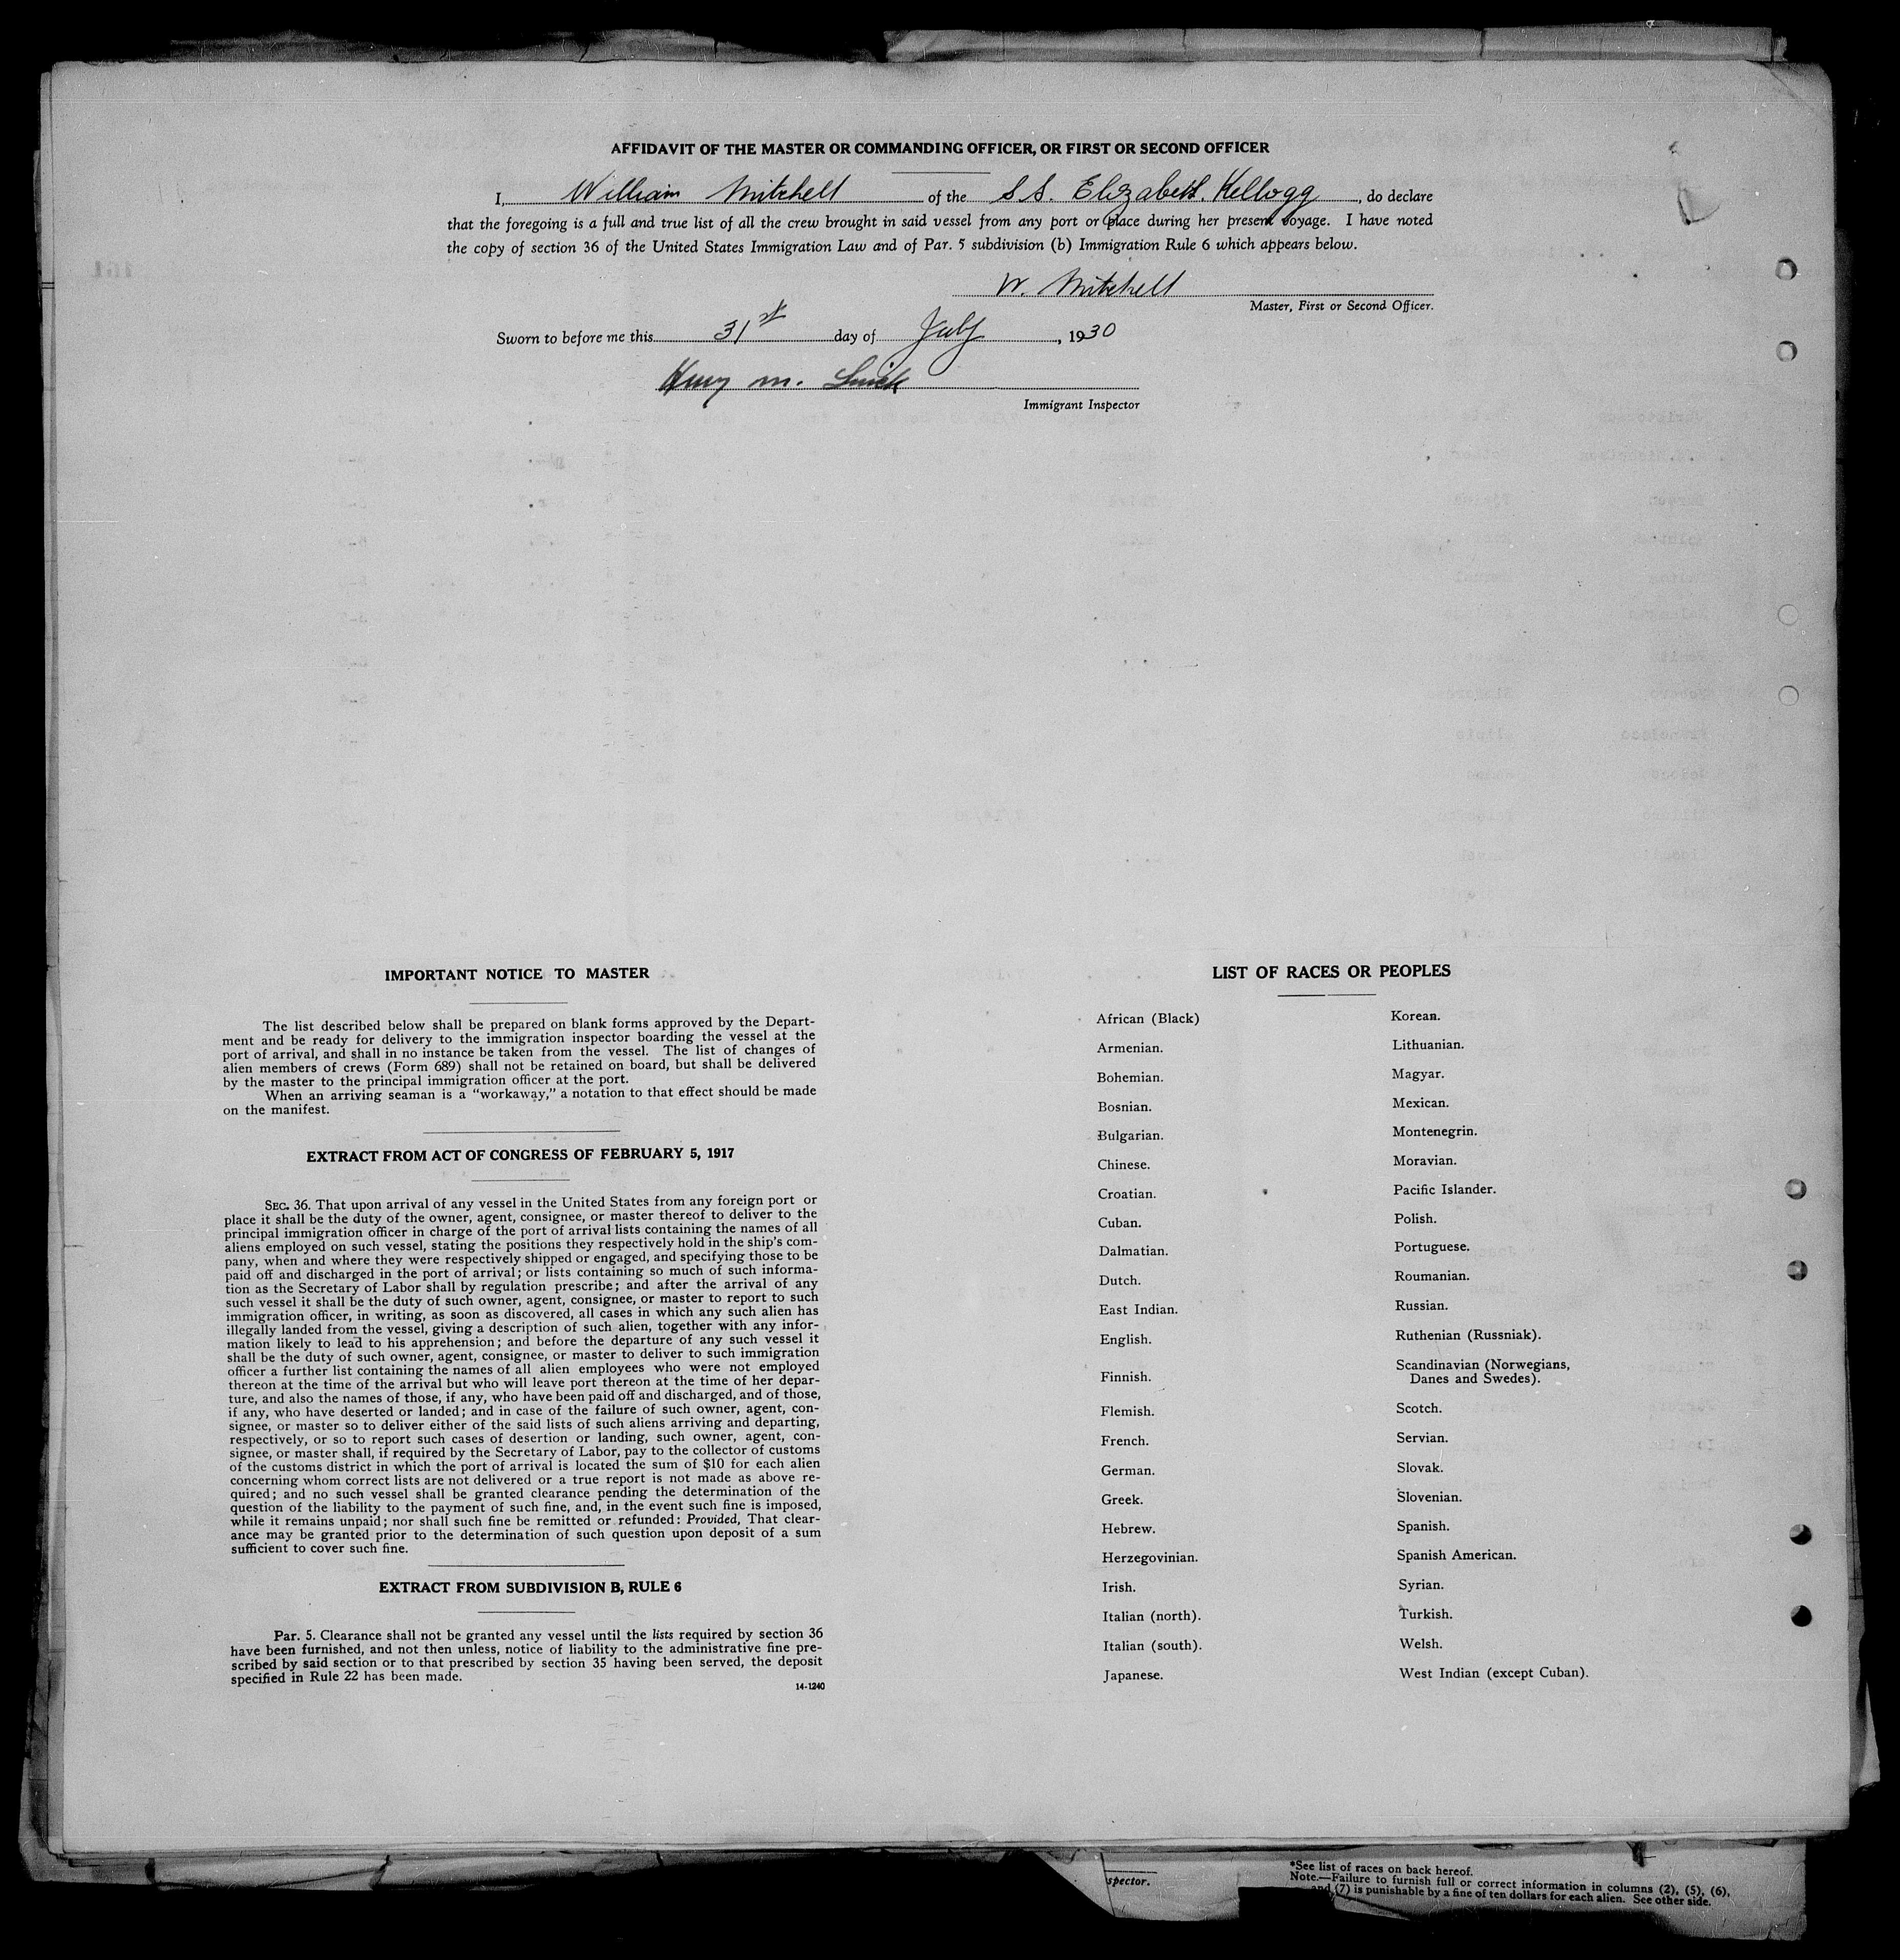 AFFIDAVIT OF THE MASTER OR COMMANDING OFFICER, OR FIRST OR SECOND OFFICER
I, William Mitchell of the S.S. Elizabeth Kellogg, do declare
that the foregoing is a full and true list of all the crew brought in said vessel from any port or place during her present voyage. I have noted
the copy of section 36 of the United States Immigration Law and of Par. 5 subdivision (b) Immigration Rule 6 which appears below.
W. Mitchell
Master, First or Second Officer.
Sworn to before me this 31st day of July, 1930
M.
Immigrant Inspector
IMPORTANT NOTICE TO MASTER
The list described below shall be prepared on blank forms approved by the Depart-
ment and be ready for delivery to the immigration inspector boarding the vessel at the
port of arrival, and shall in no instance be taken from the vessel. The list of changes of
alien members of crews (Form 689) shall not be retained on board, but shall be delivered
by the master to the principal immigration officer at the port.
When an arriving seaman is a "workaway," a notation to that effect should be made
on the manifest.
EXTRACT FROM ACT OF CONGRESS OF FEBRUARY 5, 1917
SEC. 36. That upon arrival of any vessel in the United States from any foreign port or
place it shall be the duty of the owner, agent, consignee, or master thereof to deliver to the
principal immigration officer in charge of the port of arrival lists containing the names of all
aliens employed on such vessel, stating the positions they respectively hold in the ship's com-
pany, when and where they were respectively shipped or engaged, and specifying those to be
paid off and discharged in the port of arrival; or lists containing so much of such informa-
tion as the Secretary of Labor shall by regulation prescribe; and after the arrival of any
such vessel it shall be the duty of such owner, agent, consignee, or master to report to such
immigration officer, in writing, as soon as discovered, all cases in which any such alien has
illegally landed from the vessel, giving a description of such alien, together with any infor-
mation likely to lead to his apprehension; and before the departure of any such vessel it
shall be the duty of such owner, agent, consignee, or master to deliver to such immigration
officer a further list containing the names of all alien employees who were not employed
thereon at the time of the arrival but who will leave port thereon at the time of her depar-
ture, and also the names of those, if any, who have been paid off and discharged, and of those,
if any, who have deserted or landed; and in case of the failure of such owner, agent, con-
signee, or master so to deliver either of the said lists of such aliens arriving and departing,
respectively, or so to report such cases of desertion or landing, such owner, agent, con-
signee, or master shall, if required by the Secretary of Labor, pay to the collector of customs
of the customs district in which the port of arrival is located the sum of $10 for each alien
concerning whom correct lists are not delivered or a true report is not made as above re-
quired; and no such vessel shall be granted clearance pending the determination of the
question of the liability to the payment of such fine, and, in the event such fine is imposed,
while it remains unpaid; nor shall such fine be remitted or refunded: Provided, That clear-
ance may be granted prior to the determination of such question upon deposit of a sum
sufficient to cover such fine.
EXTRACT FROM SUBDIVISION B, RULE 6
Par. 5. Clearance shall not be granted any vessel until the lists required by section 36
have been furnished, and not then unless, notice of liability to the administrative fine pre-
scribed by said section or to that prescribed by section 35 having been served, the deposit
specified in Rule 22 has been made.
14-1240
LIST OF RACES OR PEOPLES
African (Black)
Armenian.
Bohemian.
Bosnian.
Bulgarian.
Chinese.
Croatian.
Cuban.
Dalmatian.
Dutch.
East Indian.
English.
Finnish.
Flemish.
French.
German.
Greek.
Hebrew.
Herzegovinian.
Irish.
Italian (north).
Italian (south).
Japanese.
Korean.
Lithuanian.
Magyar.
Mexican.
Montenegrin.
Moravian.
Pacific Islander.
Polish.
Portuguese.
Roumanian.
Russian.
Ruthenian (Russniak).
Scandinavian (Norwegians,
Danes and Swedes).
Scotch.
Servian.
Slovak.
Slovenian.
Spanish.
Spanish American.
Syrian.
Turkish.
Welsh.
West Indian (except Cuban).
spector.
*See list of races on back hereof.
Note.—Failure to furnish full or correct information in columns (2), (5), (6),
and (7) is punishable by a fine of ten dollars for each alien. See other side.